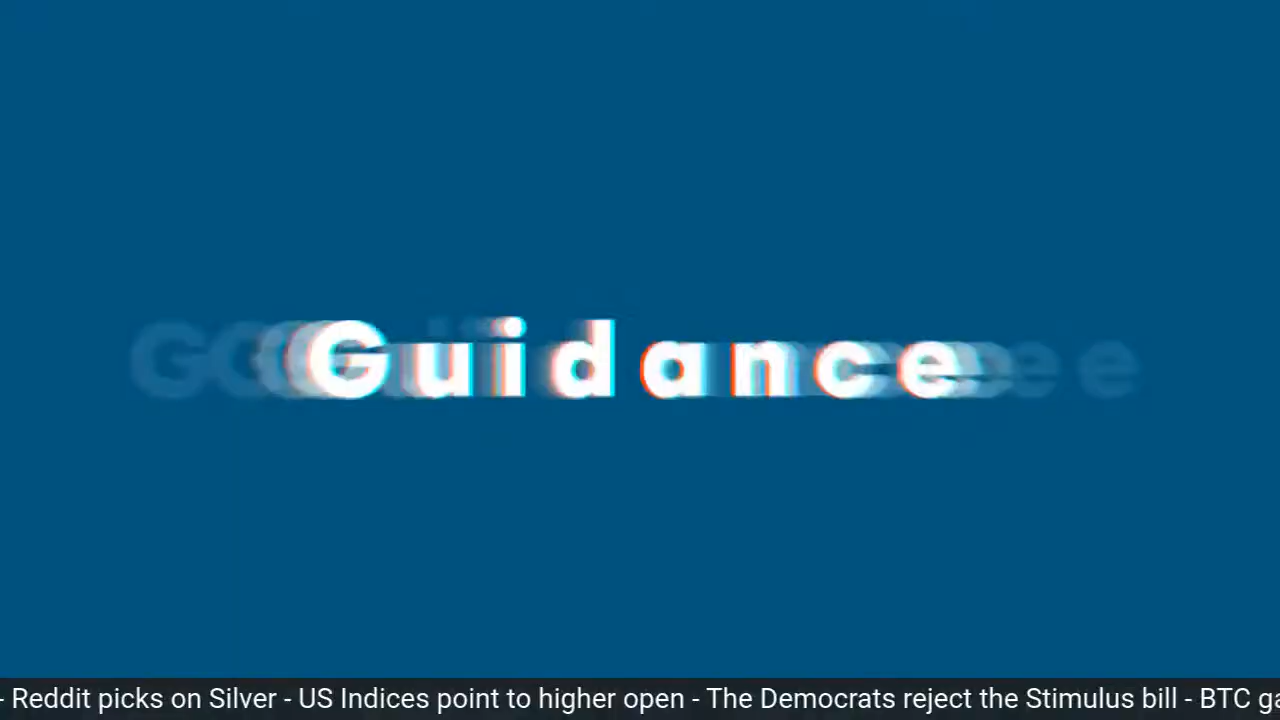 Guidance
- Reddit picks on Silver - US Indices point to higher open - The Democrats reject the Stimulus bill - BTC